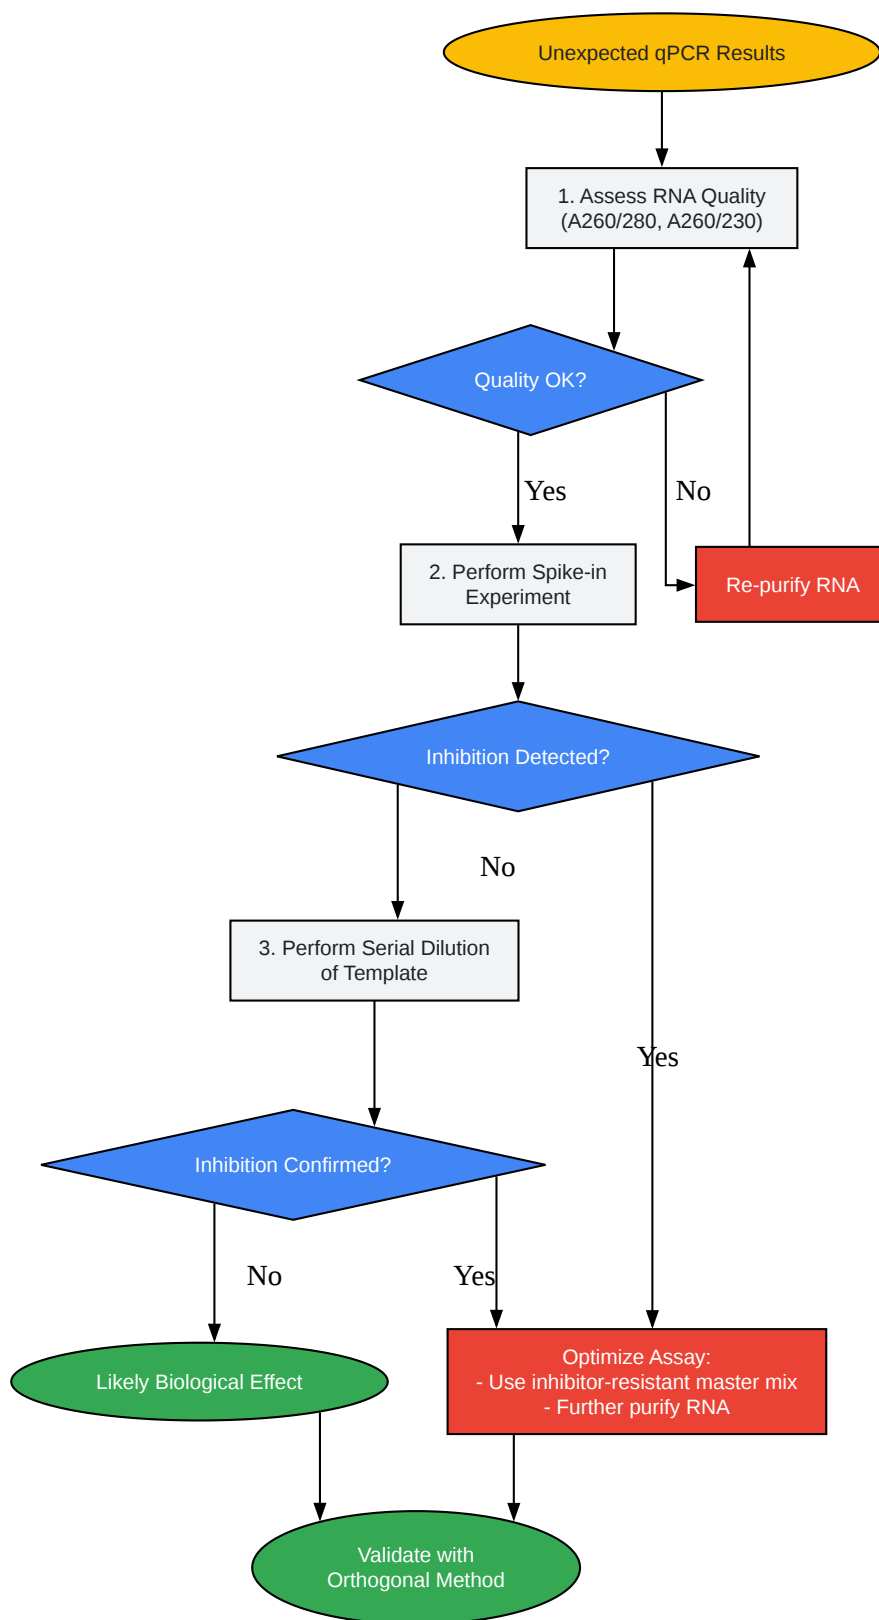 Unexpected qPCR Results
1. Assess RNA Quality
(A260/280, A260/230)
Quality OK?
Yes
No
2. Perform Spike-in
Experiment
Re-purify RNA
Inhibition Detected?
No
3. Perform Serial Dilution
of Template
Yes
Inhibition Confirmed?
No
Yes
Likely Biological Effect
Optimize Assay:
- Use inhibitor-resistant master mix
- Further purify RNA
Validate with
Orthogonal Method